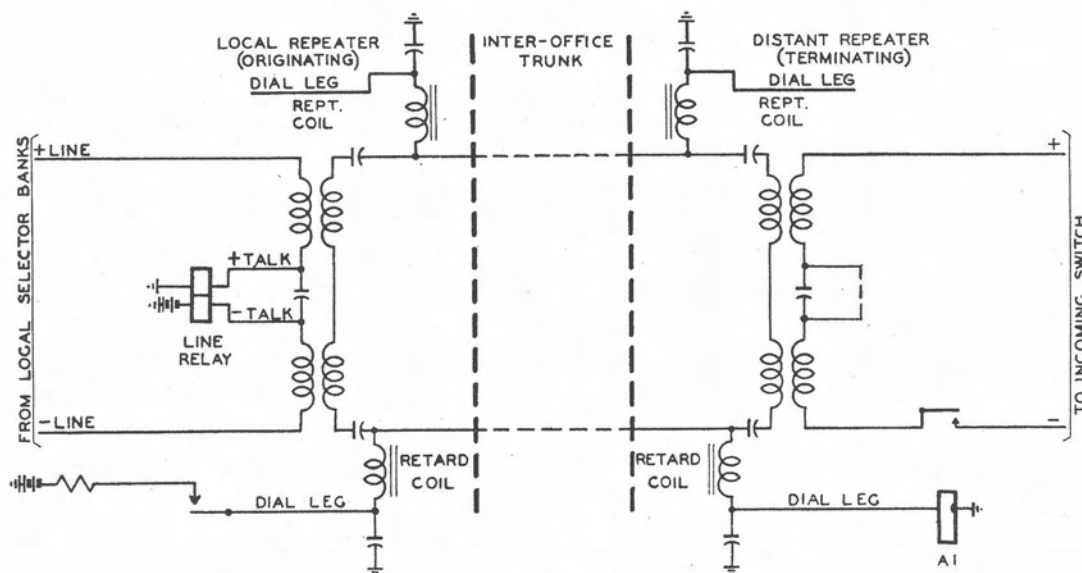 LOCAL REPEATER
(ORIGINATING)
DIAL LEG
REPT.
COIL
INTER-OFFICE
TRUNK
DISTANT REPEATER
(TERMINATING)
DIAL LEG
REPT.
COIL
+LINE
+
FROM LOCAL SELECTOR BANKS
+TALK
-TALK
LINE
RELAY
TO INCOMING SWITCH
-LINE
-
RETARD
COIL
RETARD
COIL
DIAL LEG
DIAL LEG
A1